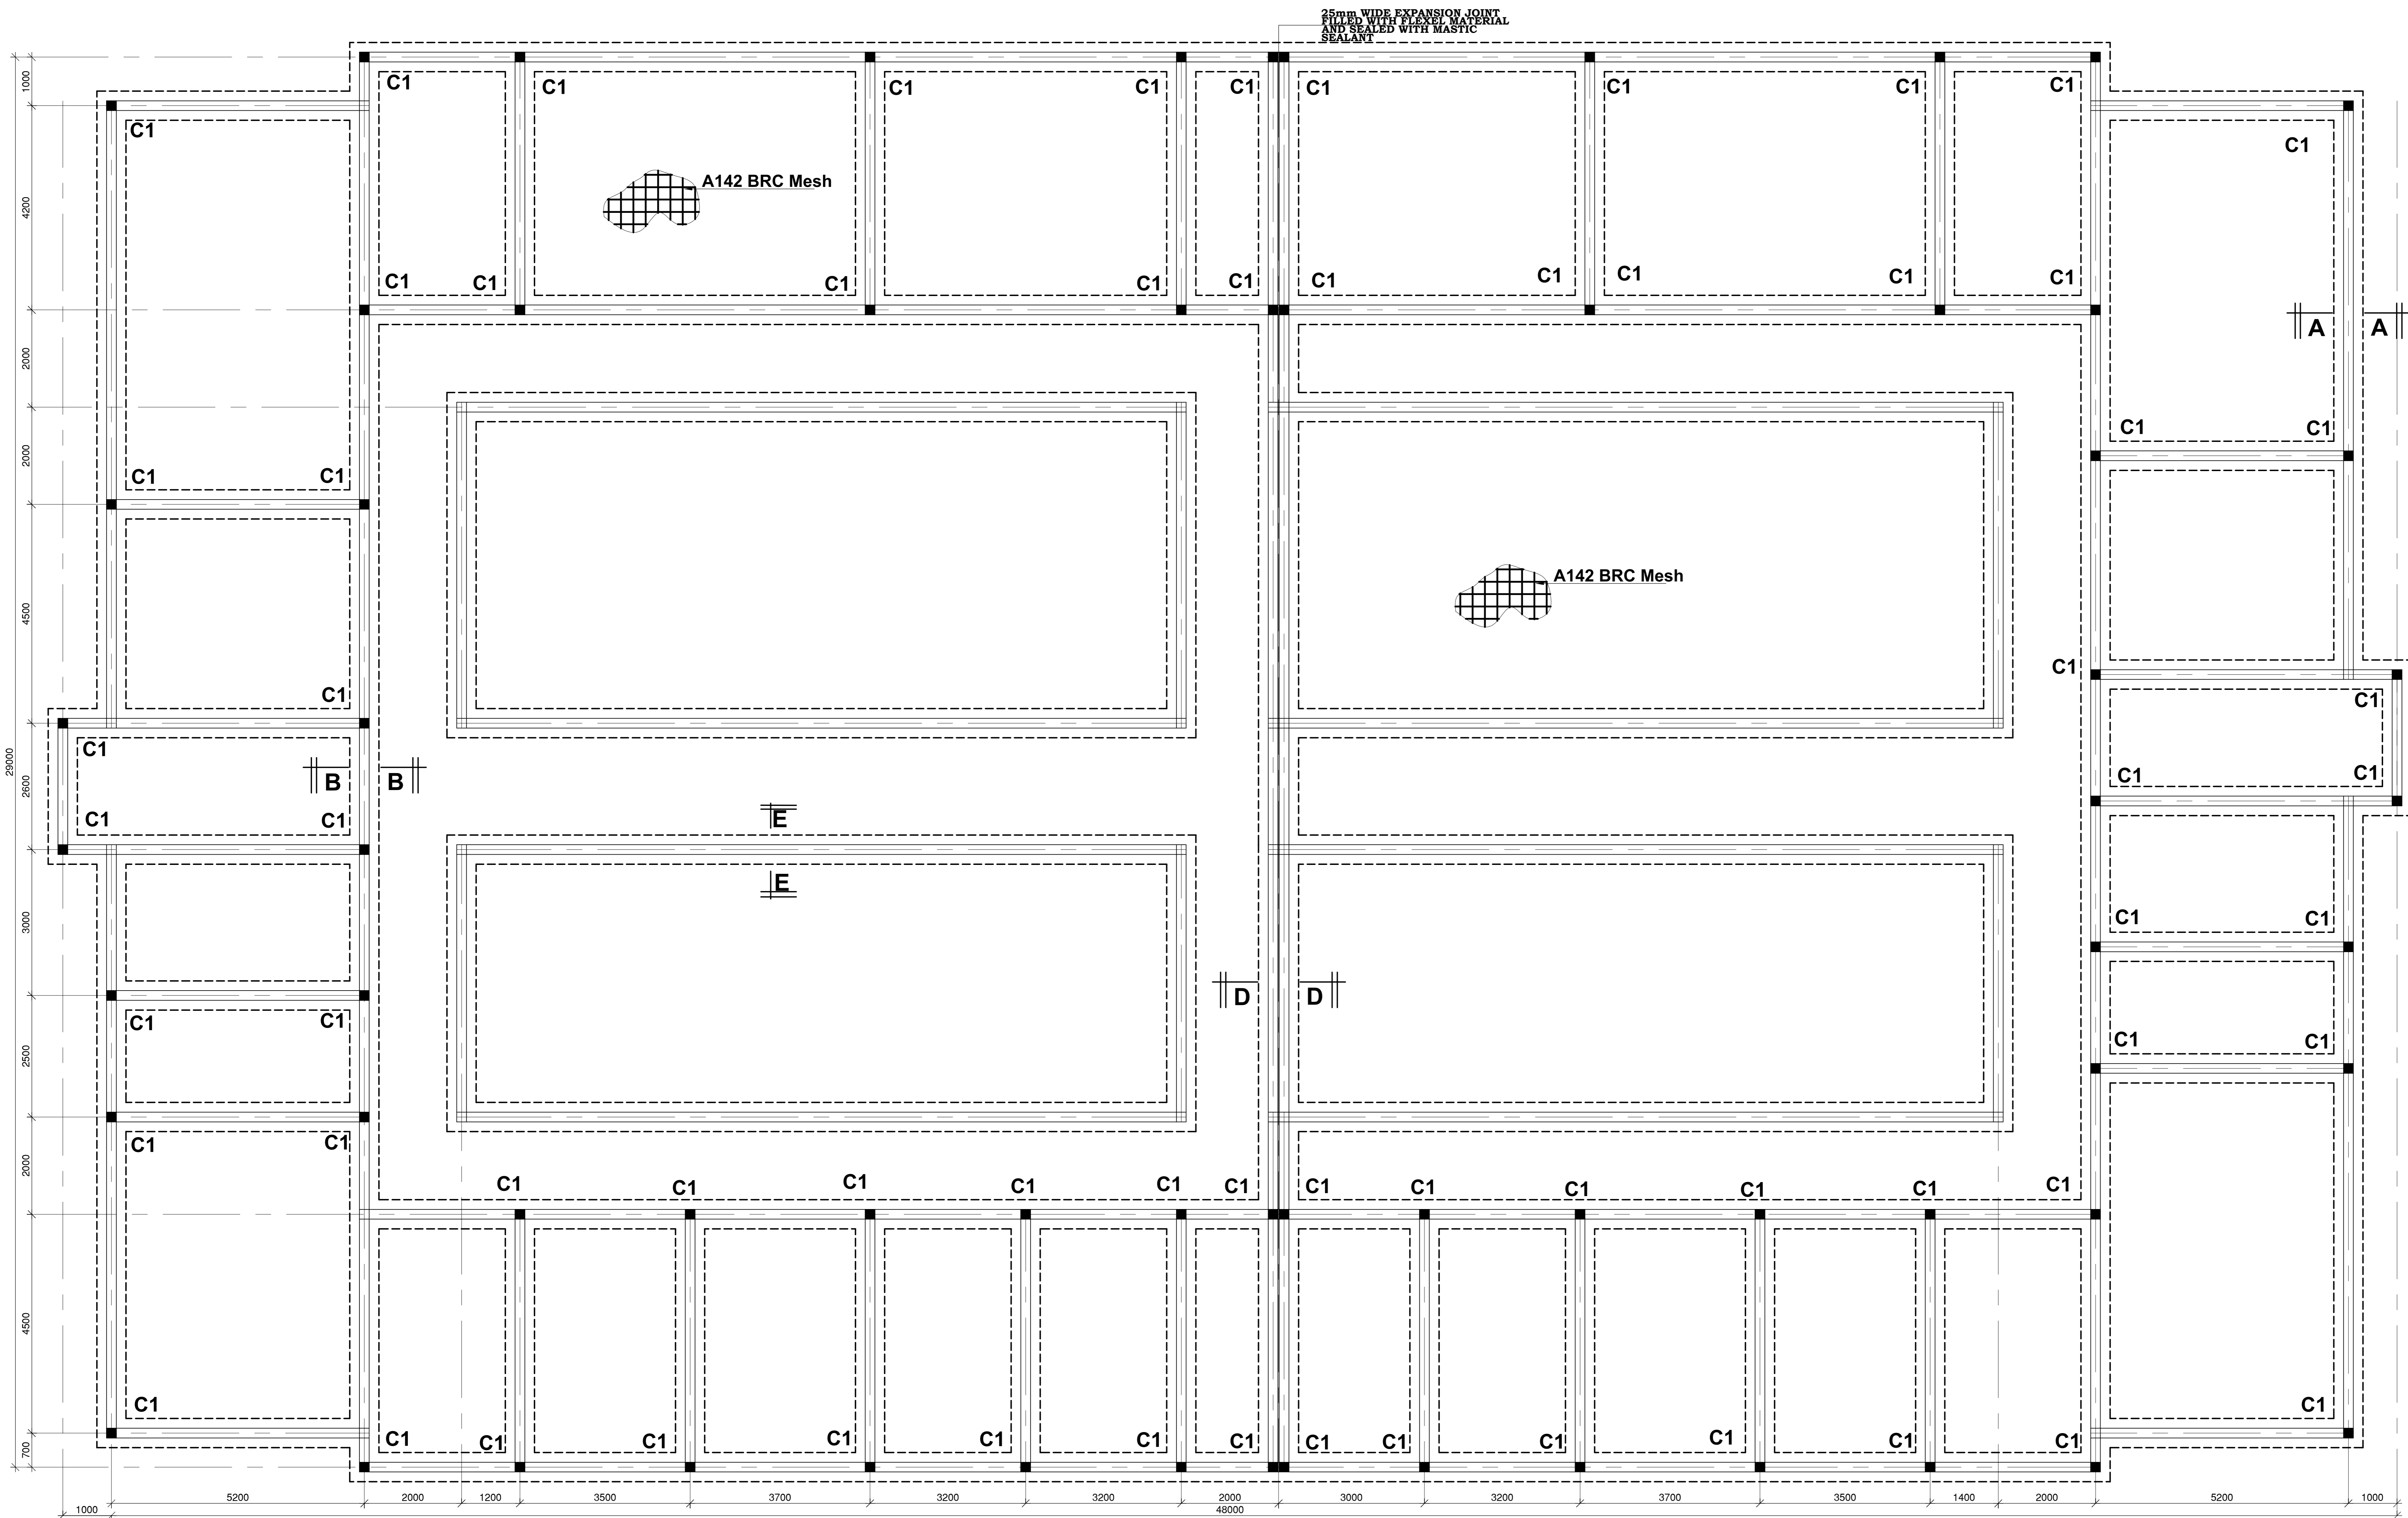 25mm WIDE EXPANSION JOINT
FILLED WITH FLEXEL MATERIAL
AND SEALED WITH MASTIC
SEALANT
C1 C1 C1 C1 C1 C1 C1 C1 C1
C1 C1
A142 BRC Mesh
C1 C1 C1 C1 C1 C1 C1 C1 C1 C1
A A
C1 C1
C1 C1
A142 BRC Mesh
C1
C1 C1
C1
B B
C1 C1
E
C1 C1
E
C1 C1
D D
C1 C1
C1 C1
C1 C1
C1 C1 C1 C1 C1 C1 C1 C1 C1 C1 C1 C1
C1 C1
C1 C1 C1 C1 C1 C1 C1 C1 C1 C1 C1 C1
1000
4200
2000
2000
4500
2600
3000
2500
2000
4500
700
29000
1000 5200 2000 1200 3500 3700 3200 3200 2000 3000 3200 3700 3500 1400 2000 5200 1000
48000